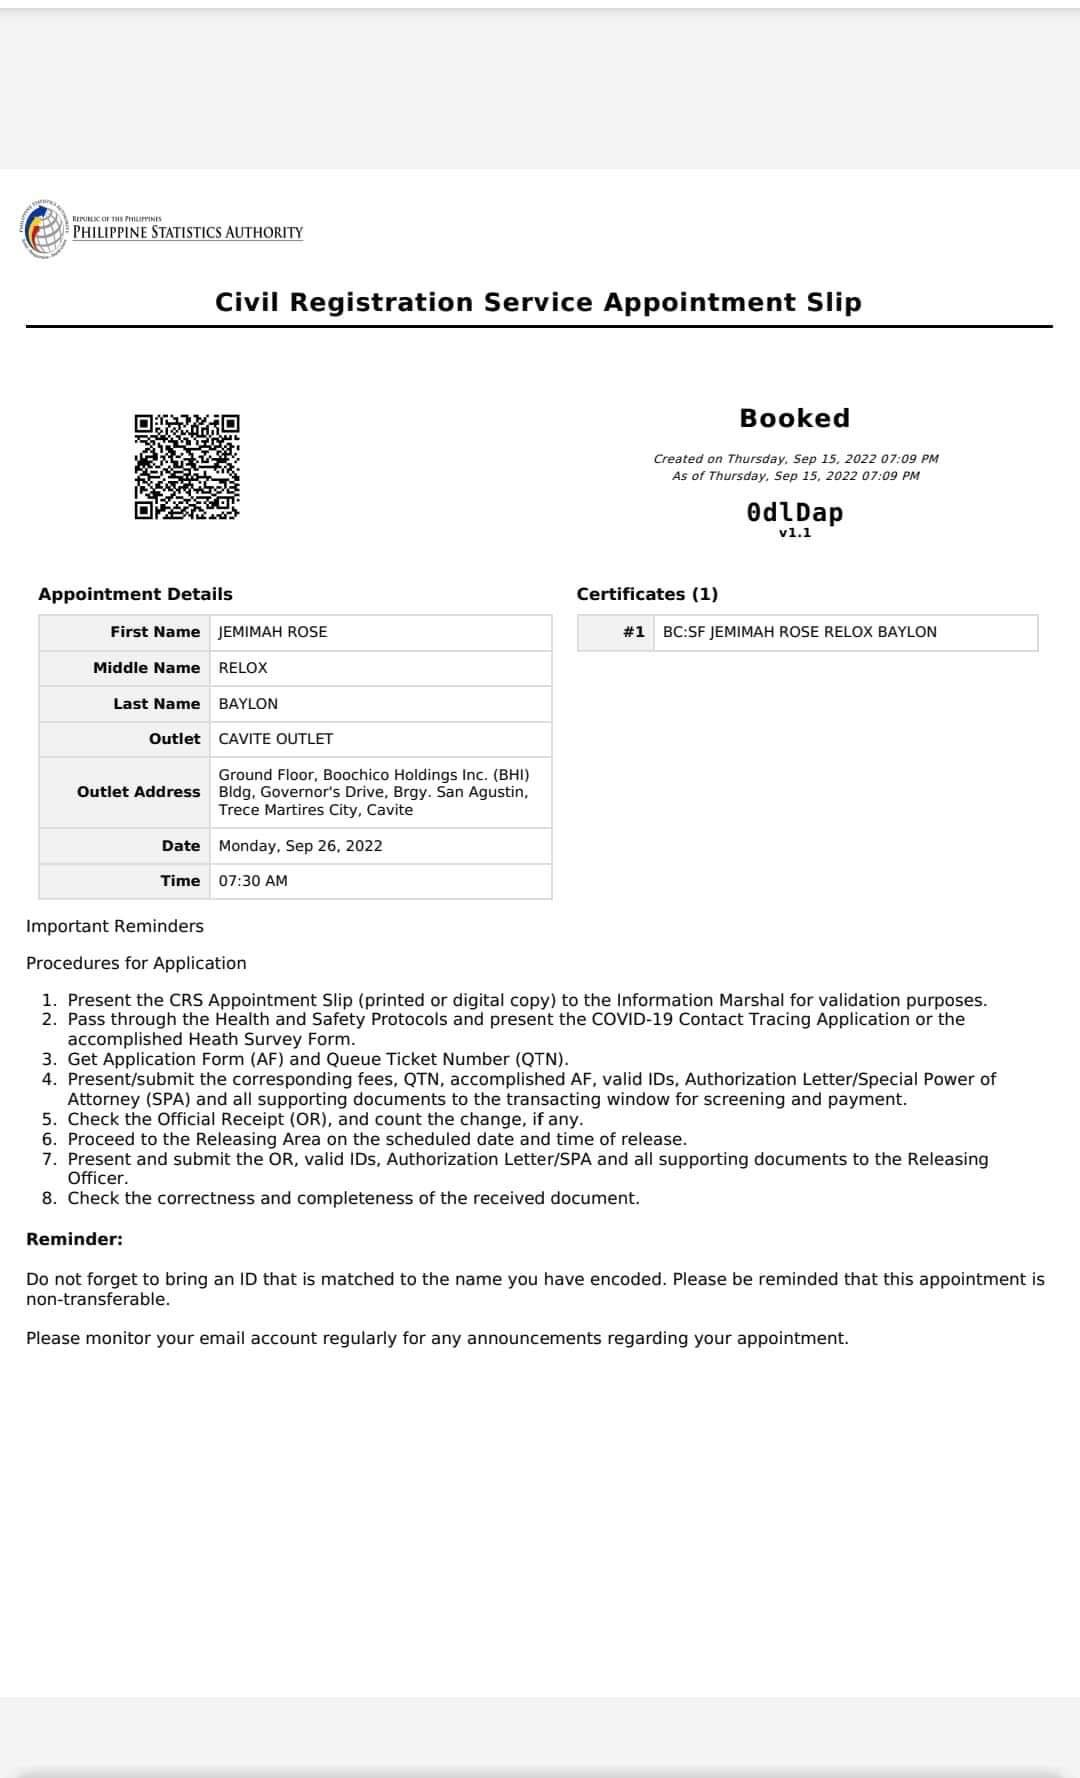 REPUBLIC OF THE PHILIPPINES
PHILIPPINE STATISTICS AUTHORITY
Civil Registration Service Appointment Slip
Booked
Created on Thursday, Sep 15, 2022 07:09 PM
As of Thursday, Sep 15, 2022 07:09 PM
0dlDap
v1.1
Appointment Details
First Name JEMIMAH ROSE
Middle Name RELOX
Last Name BAYLON
Outlet CAVITE OUTLET
Outlet Address Ground Floor, Boochico Holdings Inc. (BHI)
Bldg, Governor's Drive, Brgy. San Agustin,
Trece Martires City, Cavite
Date Monday, Sep 26, 2022
Time 07:30 AM
Certificates (1)
#1 BC:SF JEMIMAH ROSE RELOX BAYLON
Important Reminders
Procedures for Application
1. Present the CRS Appointment Slip (printed or digital copy) to the Information Marshal for validation purposes.
2. Pass through the Health and Safety Protocols and present the COVID-19 Contact Tracing Application or the
accomplished Heath Survey Form.
3. Get Application Form (AF) and Queue Ticket Number (QTN).
4. Present/submit the corresponding fees, QTN, accomplished AF, valid IDs, Authorization Letter/Special Power of
Attorney (SPA) and all supporting documents to the transacting window for screening and payment.
5. Check the Official Receipt (OR), and count the change, if any.
6. Proceed to the Releasing Area on the scheduled date and time of release.
7. Present and submit the OR, valid IDs, Authorization Letter/SPA and all supporting documents to the Releasing
Officer.
8. Check the correctness and completeness of the received document.
Reminder:
Do not forget to bring an ID that is matched to the name you have encoded. Please be reminded that this appointment is
non-transferable.
Please monitor your email account regularly for any announcements regarding your appointment.